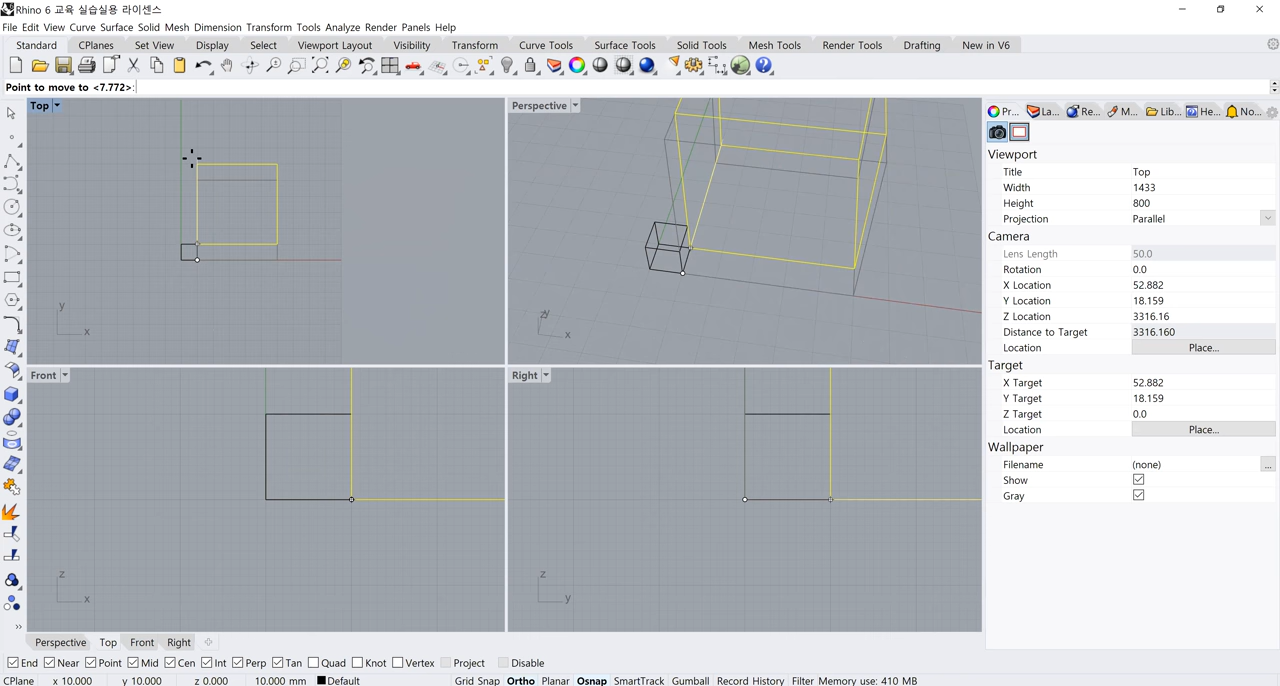 Rhino 6 교육 실습실용 라이센스
File Edit View Curve Surface Solid Mesh Dimension Transform Tools Analyze Render Panels Help
Standard CPlanes Set View Display Select Viewport Layout Visibility Transform Curve Tools Surface Tools Solid Tools Mesh Tools Render Tools Drafting New in V6
Point to move to <7.772>:
Top
Perspective
Pr... La... Re... M... Lib... He... No...
Viewport
Title Top
Width 1433
Height 800
Projection Parallel
Camera
Lens Length 50.0
Rotation 0.0
X Location 52.882
Y Location 18.159
Z Location 3316.16
Distance to Target 3316.160
Location Place...
Target
X Target 52.882
Y Target 18.159
Z Target 0.0
Location Place...
Wallpaper
Filename (none) ...
Show
Gray
y
x
x
Front
Right
z
x
z
y
Perspective Top Front Right
End Near Point Mid Cen Int Perp Tan Quad Knot Vertex Project Disable
CPlane x 10.000 y 10.000 z 0.000 10.000 mm Default Grid Snap Ortho Planar Osnap SmartTrack Gumball Record History Filter Memory use: 410 MB